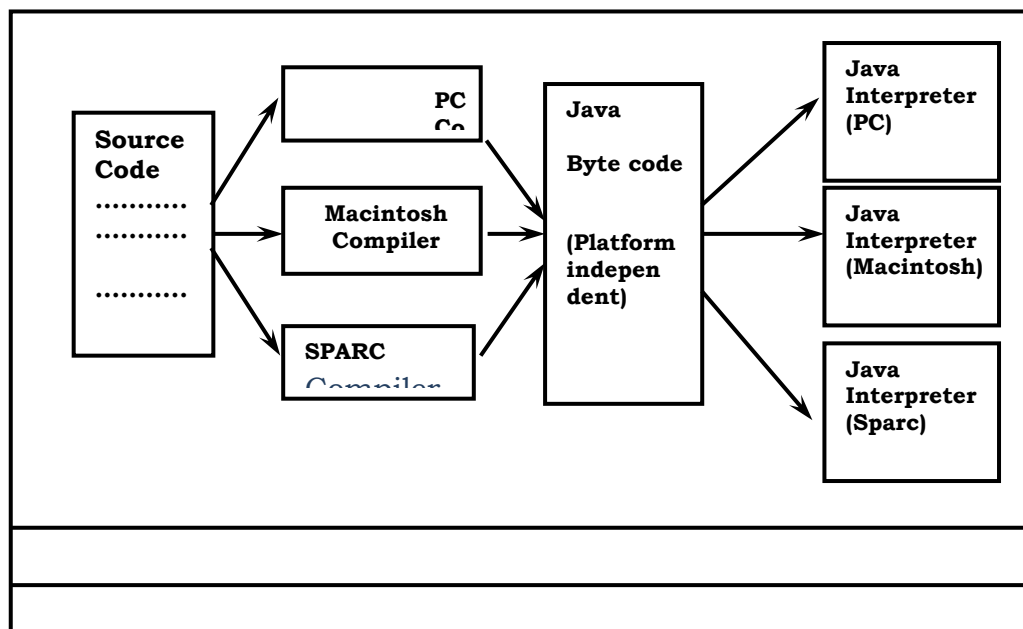 Source
Code
...........
...........
...........
PC
Macintosh
Compiler
SPARC
Compiler
Java
Byte code
(Platform
indepen
dent)
Java
Interpreter
(PC)
Java
Interpreter
(Macintosh)
Java
Interpreter
(Sparc)